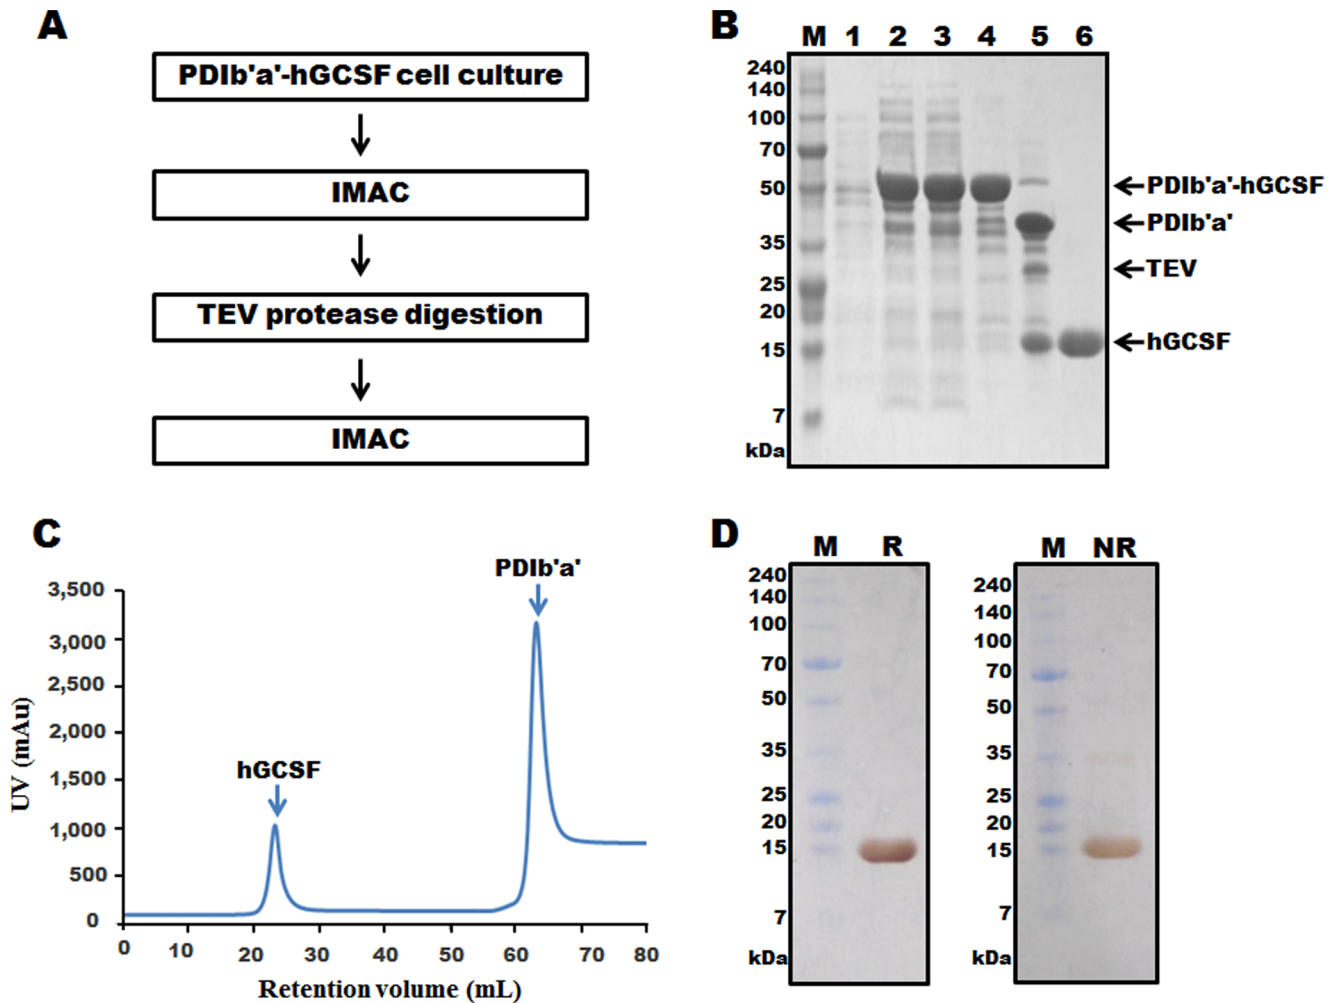 A
PDIb'a'-hGCSF cell culture
IMAC
TEV protease digestion
IMAC
B
M 1 2 3 4 5 6
240
140
100
70
50
35
25
20
15
7
kDa
PDIb'a'-hGCSF
PDIb'a'
TEV
hGCSF
C
3,500
3,000
2,500
2,000
1,500
1,000
500
0
UV (mAu)
hGCSF
PDIb'a'
0 10 20 30 40 50 60 70 80
Retention volume (mL)
D
M R
240
140
100
70
50
35
25
20
15
7
kDa
M NR
240
140
100
70
50
35
25
20
15
7
kDa